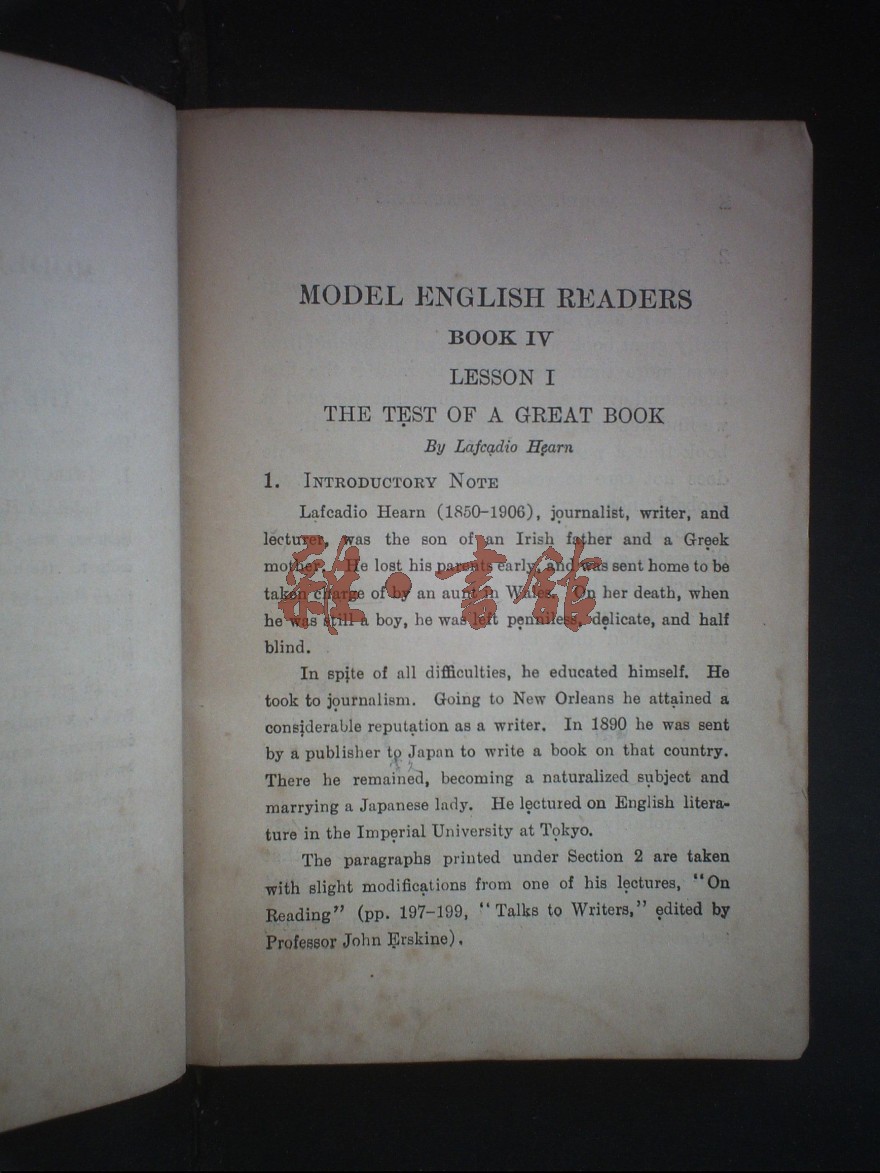 MODEL ENGLISH READERS
BOOK IV
LESSON I
THE TEST OF A GREAT BOOK
By Lafcadio Hearn
1. INTRODUCTORY NOTE
Lafcadio Hearn (1850–1906), journalist, writer, and
lecturer, was the son of an Irish father and a Greek
mother. He lost his parents early, and was sent home to be
taken charge of by an aunt in Wales. On her death, when
he was still a boy, he was left penniless, delicate, and half
blind.
In spite of all difficulties, he educated himself. He
took to journalism. Going to New Orleans he attained a
considerable reputation as a writer. In 1890 he was sent
by a publisher to Japan to write a book on that country.
There he remained, becoming a naturalized subject and
marrying a Japanese lady. He lectured on English litera-
ture in the Imperial University at Tokyo.
The paragraphs printed under Section 2 are taken
with slight modifications from one of his lectures, "On
Reading" (pp. 197–199, "Talks to Writers," edited by
Professor John Erskine).
雜·書館